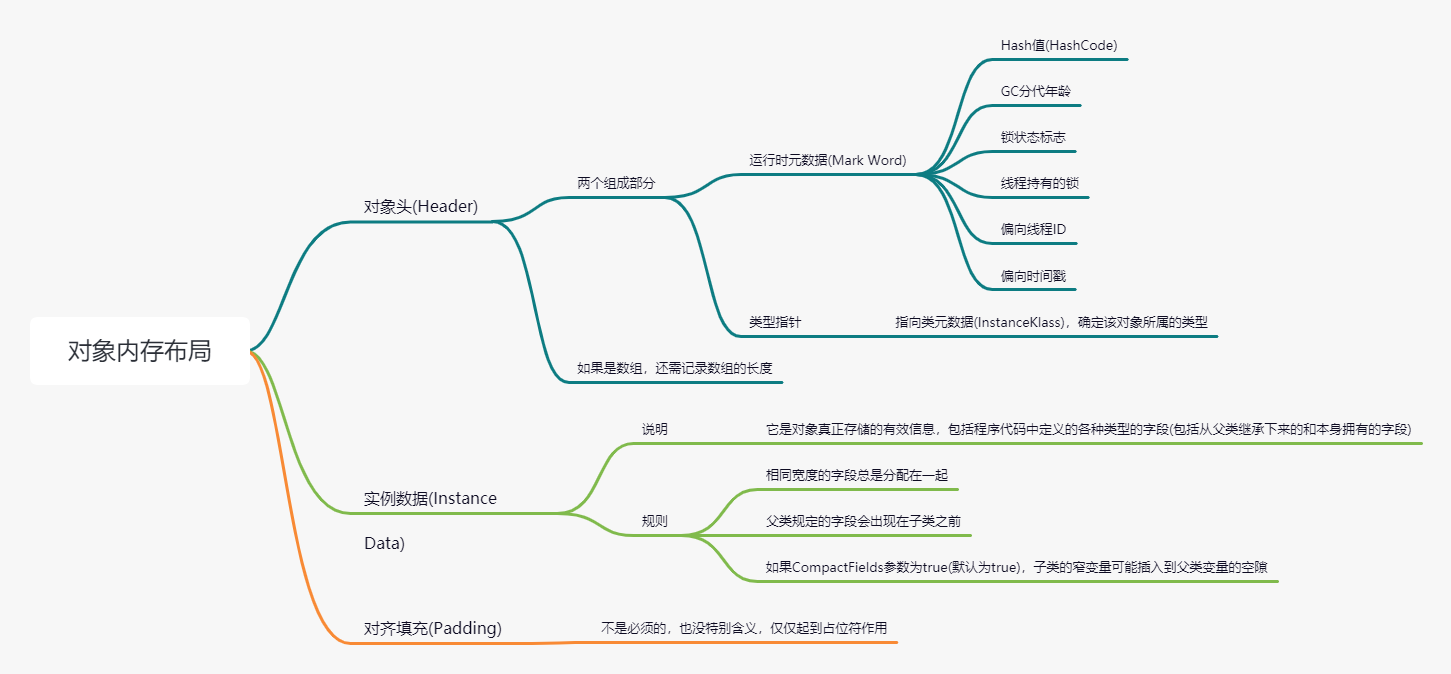 对象内存布局
对象头(Header)
两个组成部分
运行时元数据(Mark Word)
Hash值(HashCode)
GC分代年龄
锁状态标志
线程持有的锁
偏向线程ID
偏向时间戳
类型指针
指向类元数据(InstanceKlass)，确定该对象所属的类型
如果是数组，还需记录数组的长度
实例数据(Instance
Data)
说明
它是对象真正存储的有效信息，包括程序代码中定义的各种类型的字段(包括从父类继承下来的和本身拥有的字段)
规则
相同宽度的字段总是分配在一起
父类规定的字段会出现在子类之前
如果CompactFields参数为true(默认为true)，子类的窄变量可能插入到父类变量的空隙
对齐填充(Padding)
不是必须的，也没特别含义，仅仅起到占位符作用